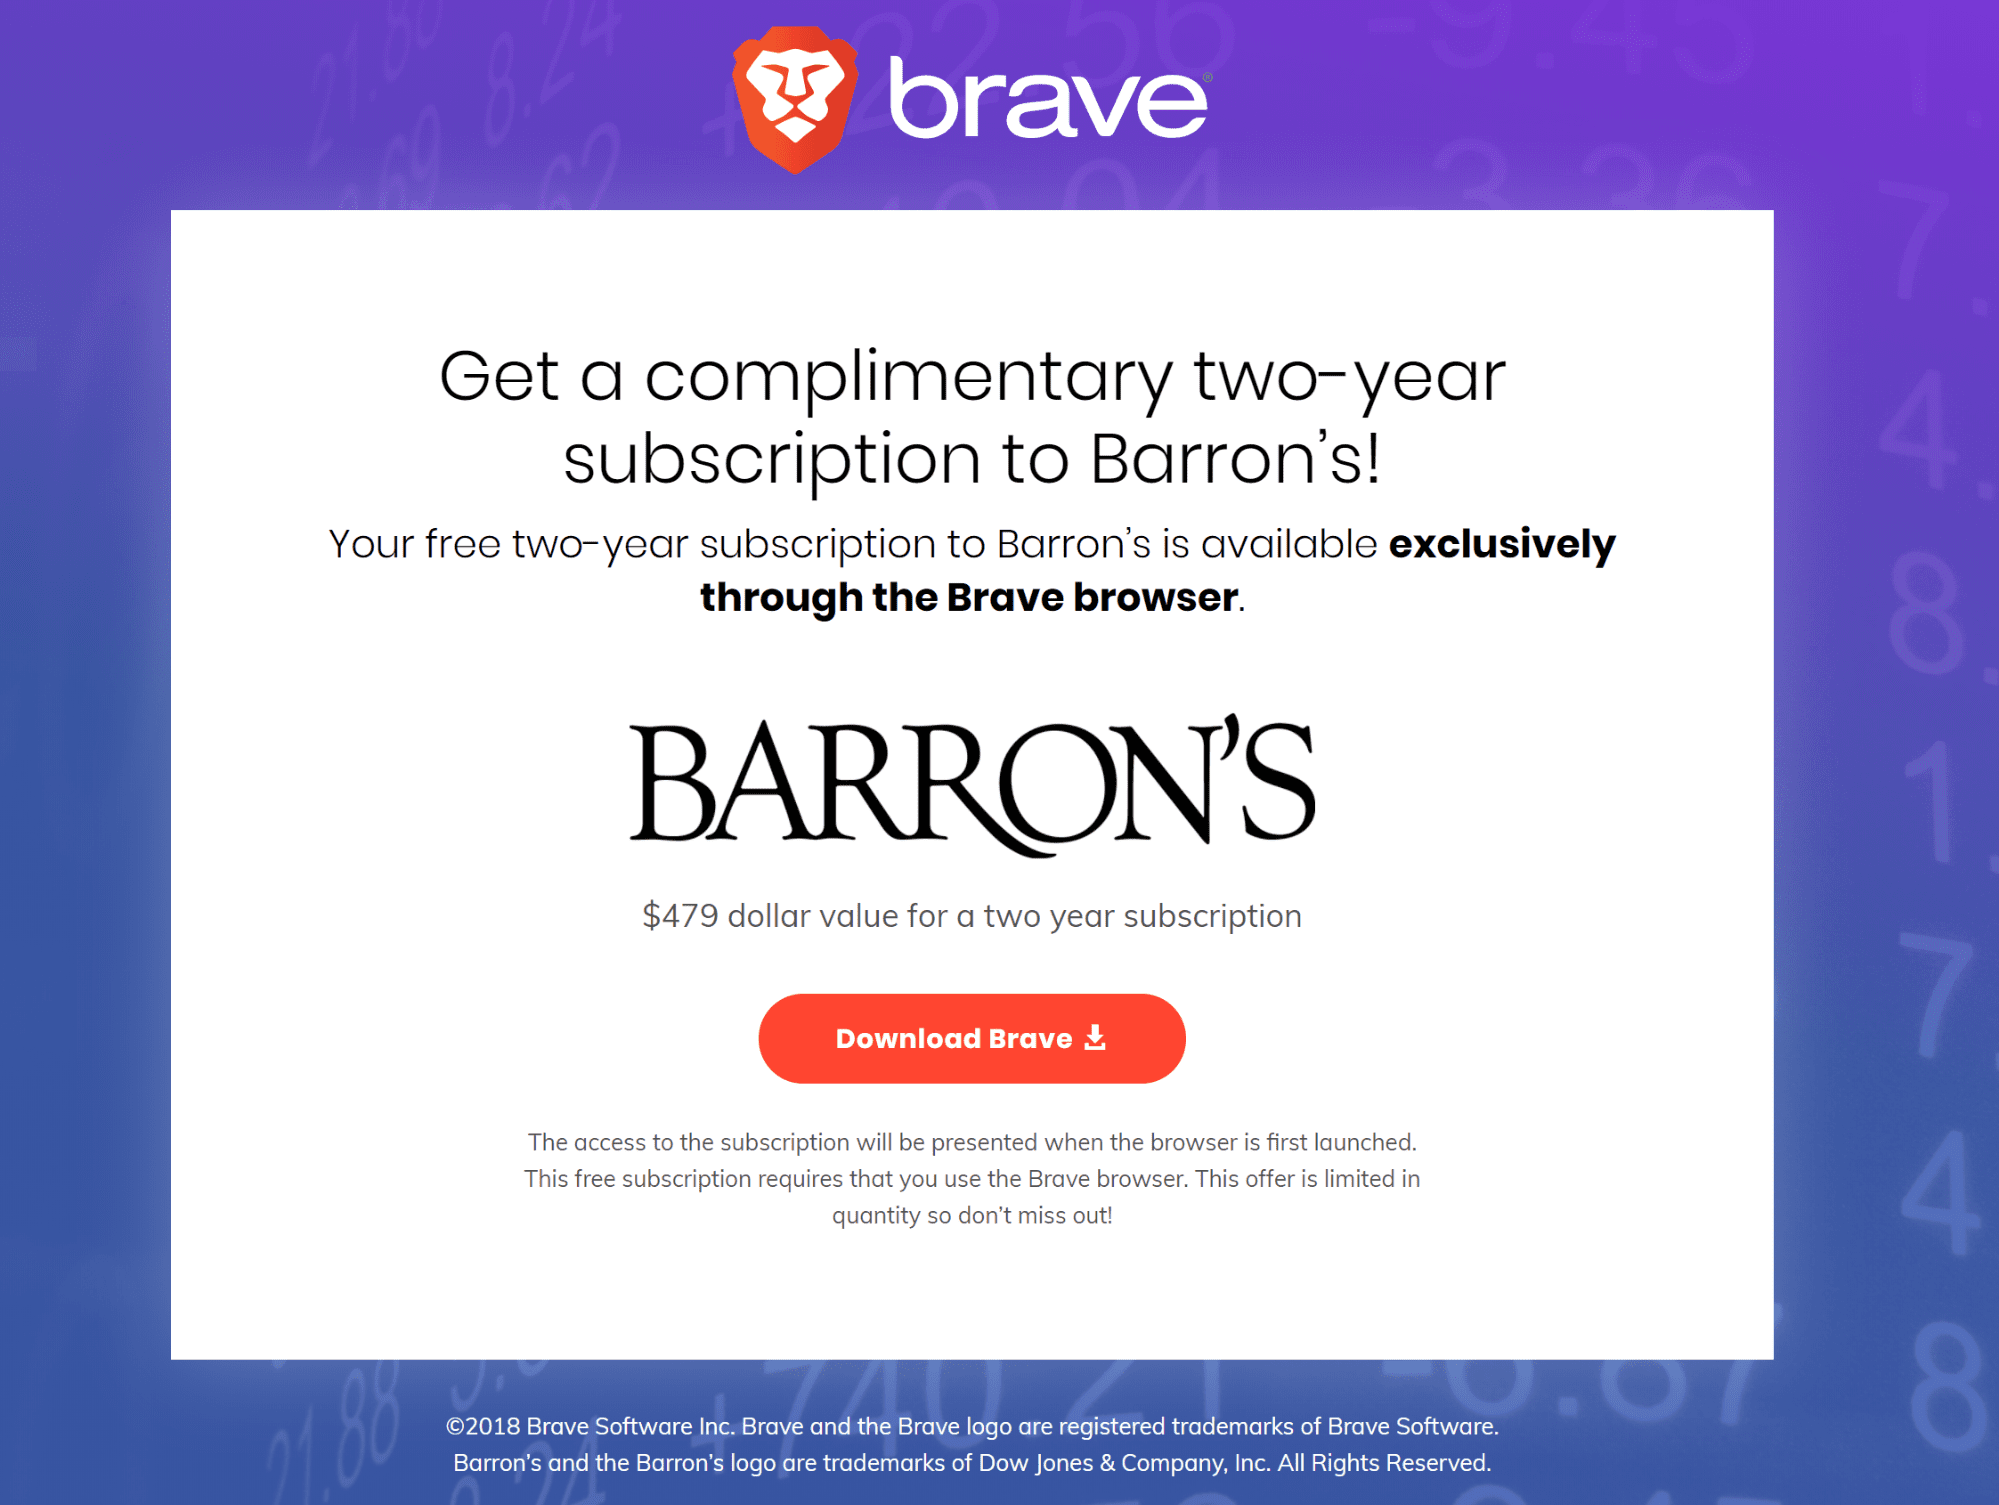 brave®
Get a complimentary two-year
subscription to Barron's!
Your free two-year subscription to Barron's is available exclusively
through the Brave browser.
BARRON'S
$479 dollar value for a two year subscription
Download Brave
The access to the subscription will be presented when the browser is first launched.
This free subscription requires that you use the Brave browser. This offer is limited in
quantity so don't miss out!
©2018 Brave Software Inc. Brave and the Brave logo are registered trademarks of Brave Software.
Barron's and the Barron's logo are trademarks of Dow Jones & Company, Inc. All Rights Reserved.